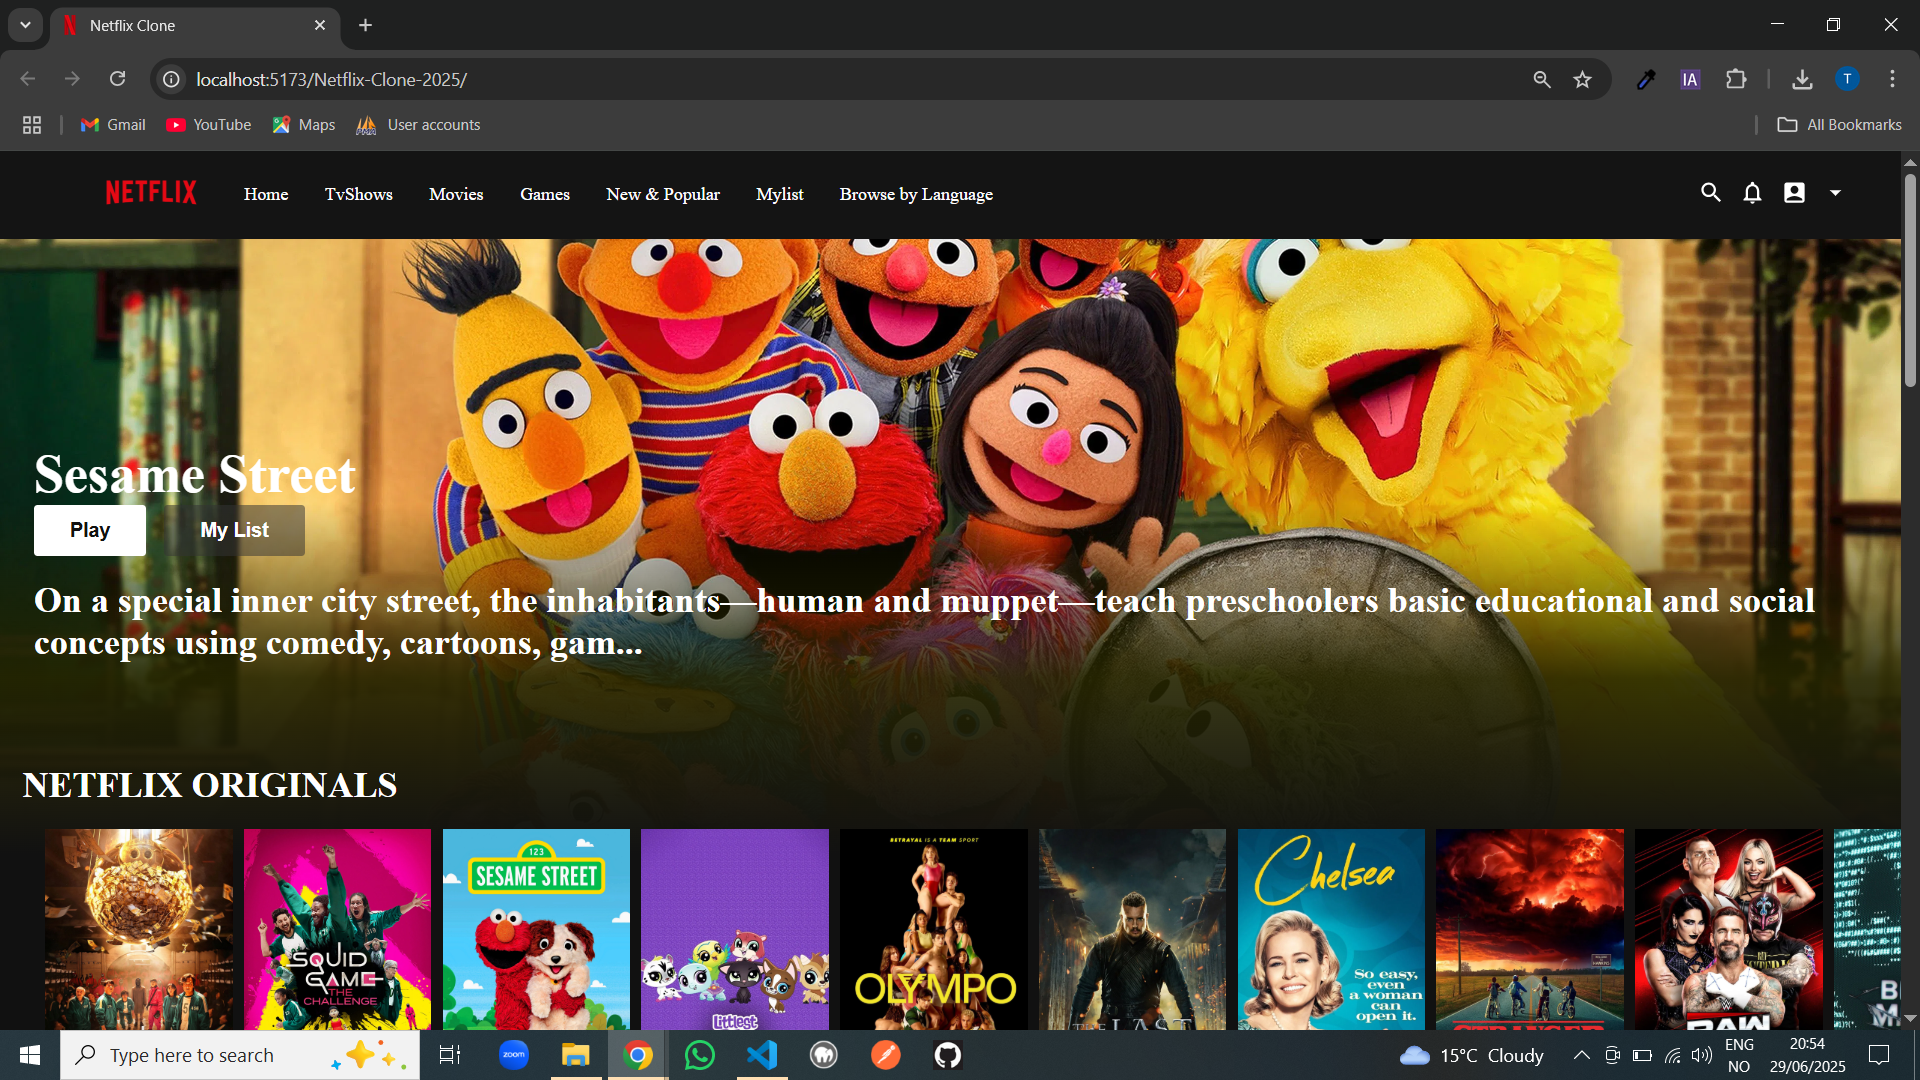 Netflix Clone
localhost:5173/Netflix-Clone-2025/
IA
T
Gmail
YouTube
Maps
PMA
User accounts
All Bookmarks
NETFLIX
Home
TvShows
Movies
Games
New & Popular
Mylist
Browse by Language
Sesame Street
Play
My List
On a special inner city street, the inhabitants—human and muppet—teach preschoolers basic educational and social
concepts using comedy, cartoons, gam...
NETFLIX ORIGINALS
SQUID
GAME
THE
CHALLENGE
123
SESAME STREET
Littlest
BETRAYAL IS A TEAM SPORT
OLYMPO
THE LAST
Chelsea
So easy,
even
a woman
can
open it.
STRANGER
RAW
Type here to search
zoom
15°C Cloudy
ENG
NO
20:54
29/06/2025